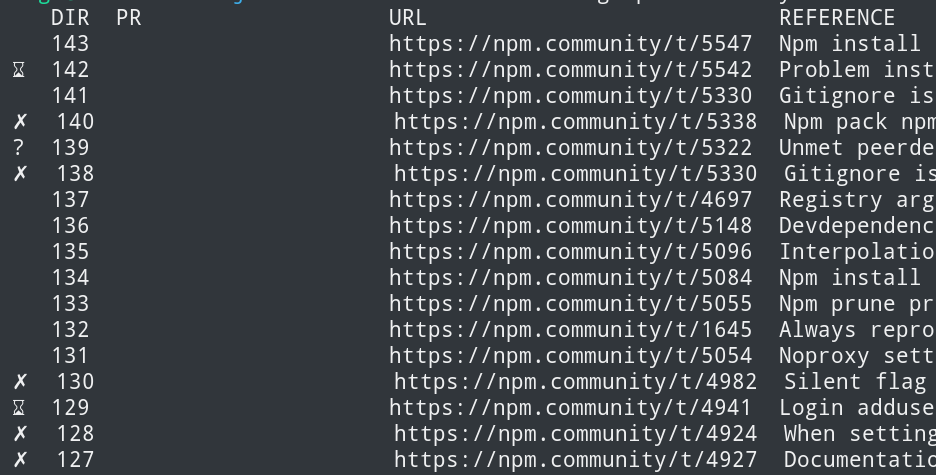 DIR PR URL REFERENCE
143 https://npm.community/t/5547 Npm install
⌛ 142 https://npm.community/t/5542 Problem inst
141 https://npm.community/t/5330 Gitignore is
✗ 140 https://npm.community/t/5338 Npm pack npm
? 139 https://npm.community/t/5322 Unmet peerde
✗ 138 https://npm.community/t/5330 Gitignore is
137 https://npm.community/t/4697 Registry arg
136 https://npm.community/t/5148 Devdependenc
135 https://npm.community/t/5096 Interpolatio
134 https://npm.community/t/5084 Npm install
133 https://npm.community/t/5055 Npm prune pr
132 https://npm.community/t/1645 Always repro
131 https://npm.community/t/5054 Noproxy sett
✗ 130 https://npm.community/t/4982 Silent flag
⌛ 129 https://npm.community/t/4941 Login adduse
✗ 128 https://npm.community/t/4924 When setting
✗ 127 https://npm.community/t/4927 Documentatio